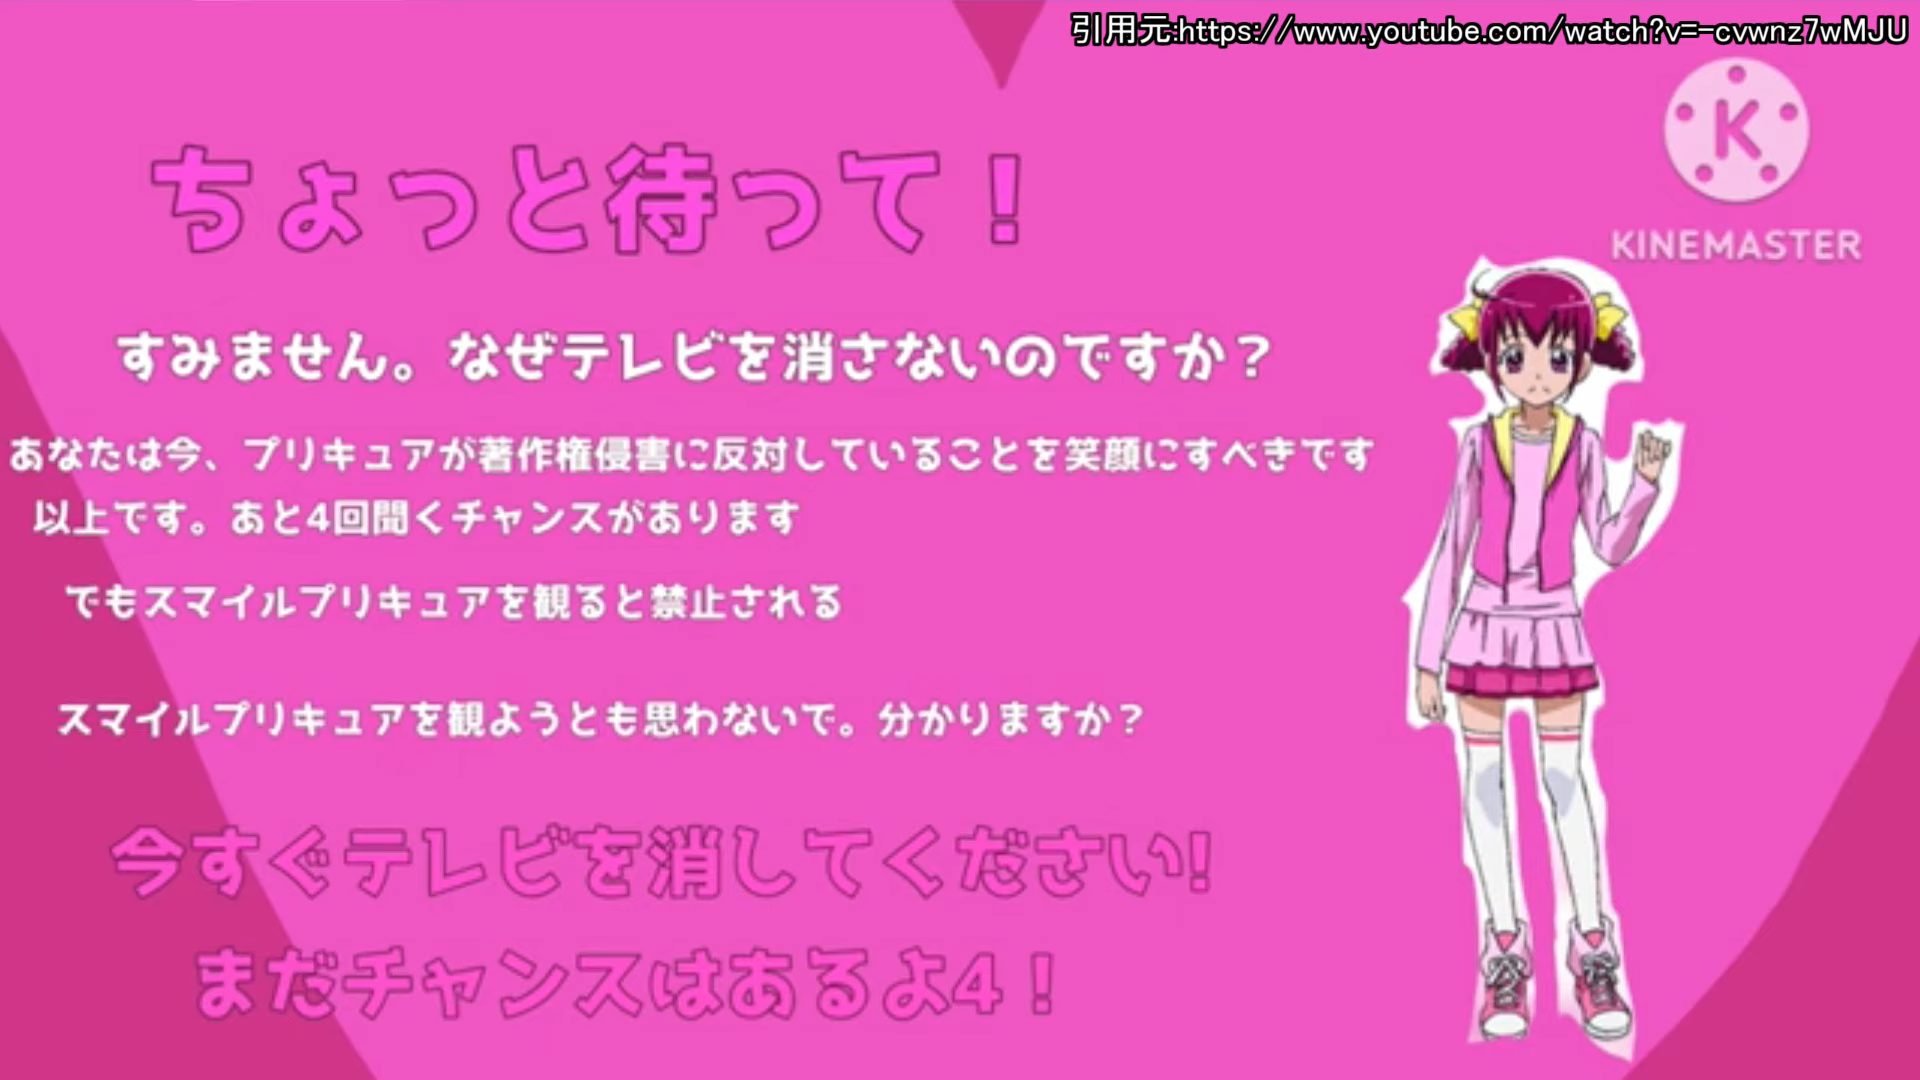 引用元:https://www.youtube.com/watch?v=-cvwnz7wMJU
K
KINEMASTER
ちょっと待って！
すみません。なぜテレビを消さないのですか？
あなたは今、プリキュアが著作権侵害に反対していることを笑顔にすべきです
以上です。あと4回聞くチャンスがあります
でもスマイルプリキュアを観ると禁止される
スマイルプリキュアを観ようとも思わないで。分かりますか？
今すぐテレビを消してください!
まだチャンスはあるよ4！